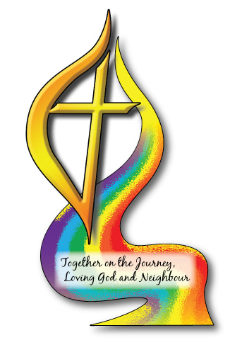 Together on the Journey,
Loving God and Neighbour